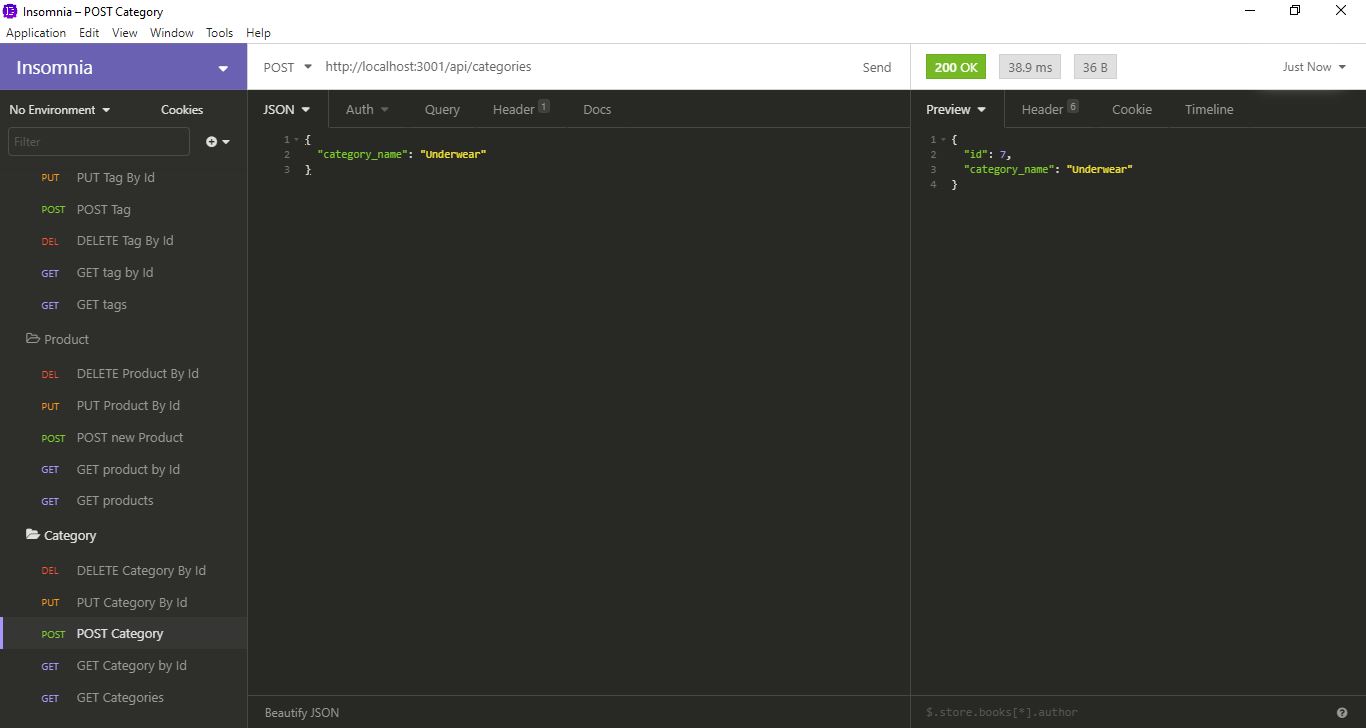 Insomnia – POST Category
Application Edit View Window Tools Help
Insomnia
POST http://localhost:3001/api/categories Send
200 OK 38.9 ms 36 B Just Now
No Environment Cookies
JSON Auth Query Header 1 Docs
Preview Header 6 Cookie Timeline
Filter
PUT PUT Tag By Id
POST POST Tag
DEL DELETE Tag By Id
GET GET tag by Id
GET GET tags
Product
DEL DELETE Product By Id
PUT PUT Product By Id
POST POST new Product
GET GET product by Id
GET GET products
Category
DEL DELETE Category By Id
PUT PUT Category By Id
POST POST Category
GET GET Category by Id
GET GET Categories
1 {
2 "category_name": "Underwear"
3 }
Beautify JSON
1 {
2 "id": 7,
3 "category_name": "Underwear"
4 }
$.store.books[*].author